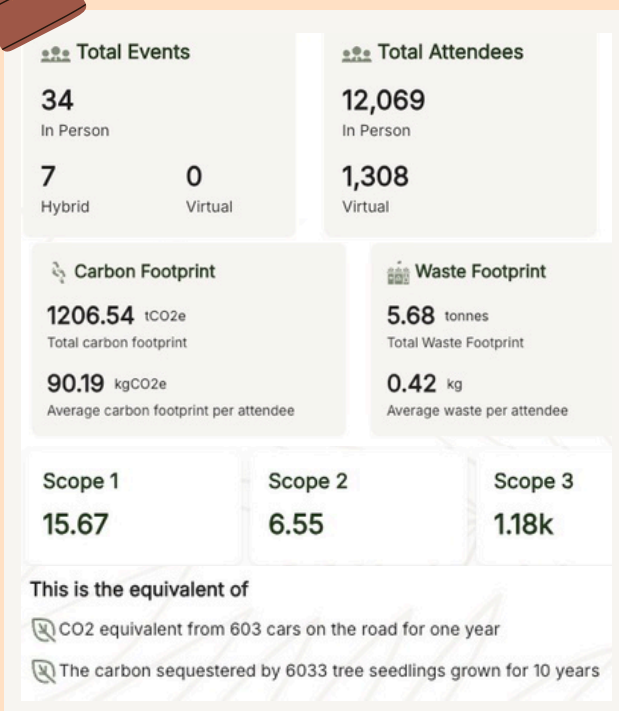 Total Events
34
In Person
7
Hybrid
0
Virtual
Total Attendees
12,069
In Person
1,308
Virtual
Carbon Footprint
1206.54 tCO2e
Total carbon footprint
90.19 kgCO2e
Average carbon footprint per attendee
Waste Footprint
5.68 tonnes
Total Waste Footprint
0.42 kg
Average waste per attendee
Scope 1
15.67
Scope 2
6.55
Scope 3
1.18k
This is the equivalent of
CO2 equivalent from 603 cars on the road for one year
The carbon sequestered by 6033 tree seedlings grown for 10 years